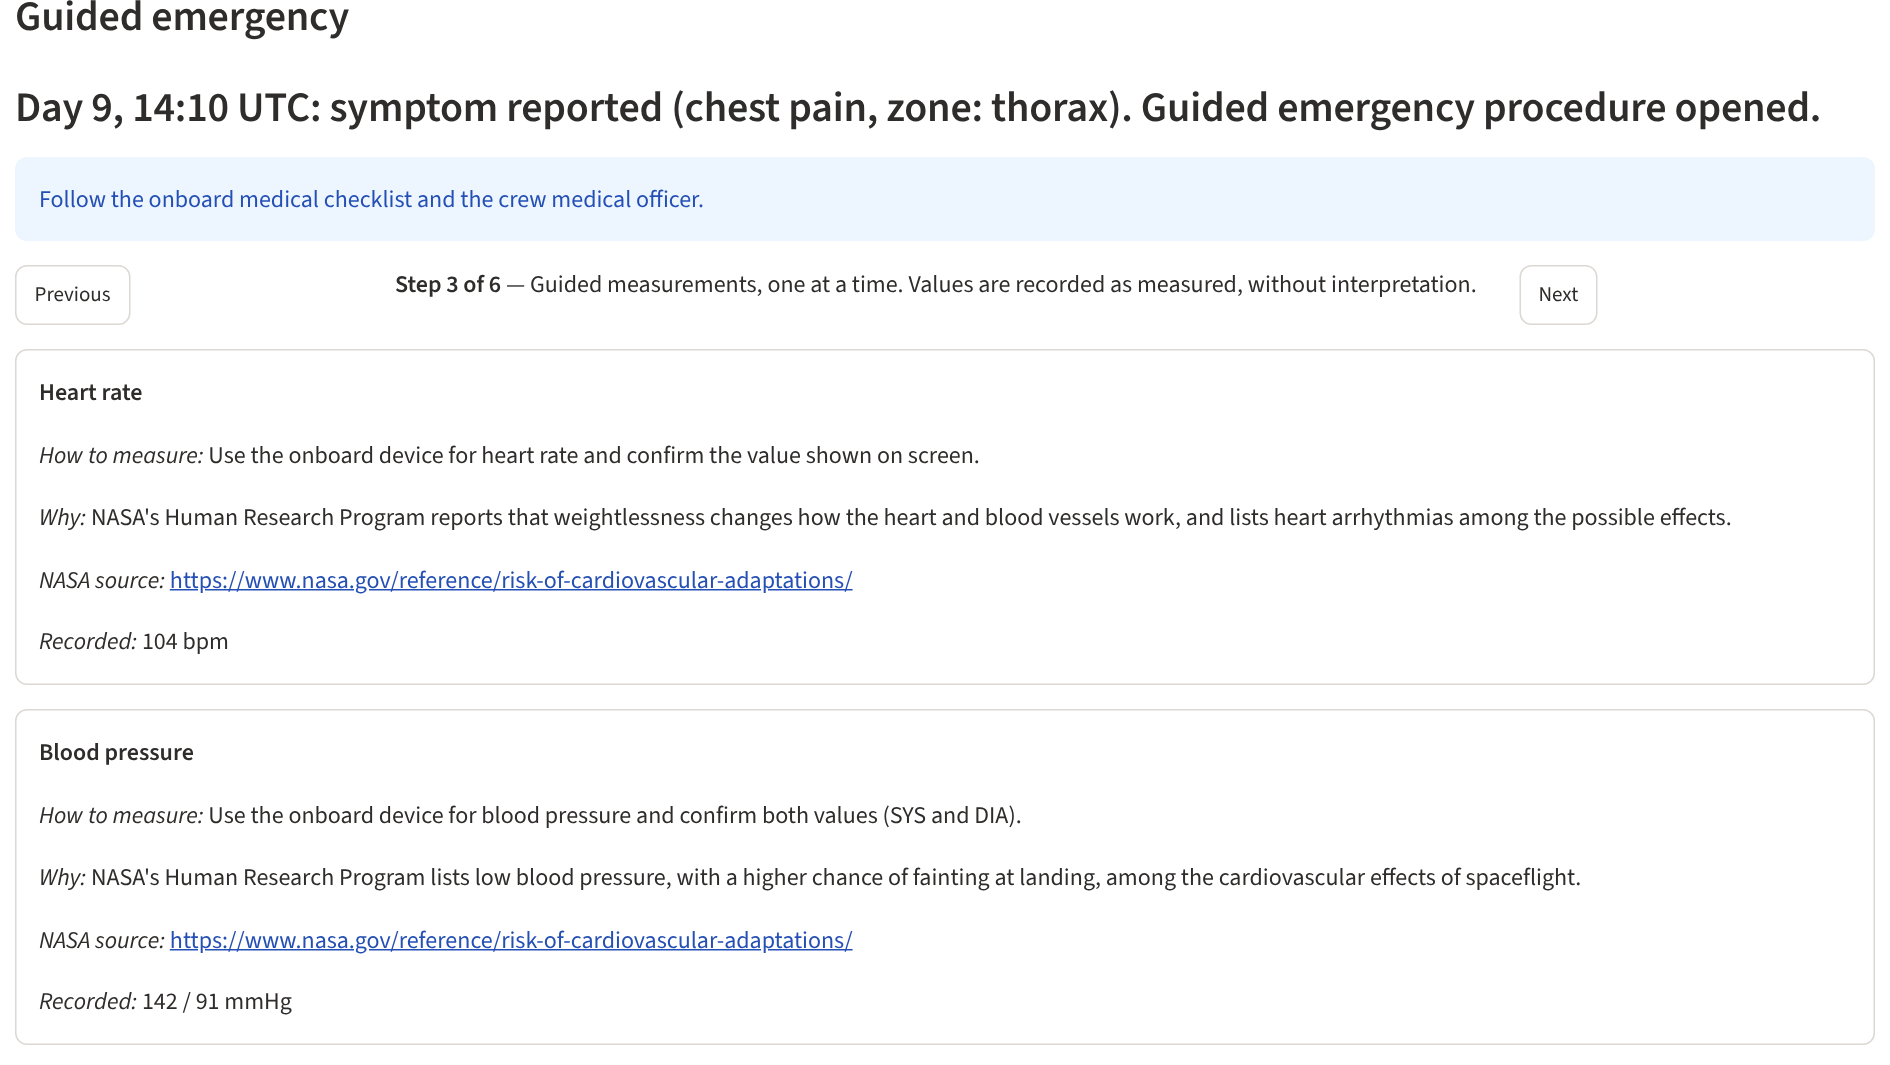 Guided emergency
Day 9, 14:10 UTC: symptom reported (chest pain, zone: thorax). Guided emergency procedure opened.
Follow the onboard medical checklist and the crew medical officer.
Previous
Step 3 of 6 — Guided measurements, one at a time. Values are recorded as measured, without interpretation.
Next
Heart rate
How to measure: Use the onboard device for heart rate and confirm the value shown on screen.
Why: NASA's Human Research Program reports that weightlessness changes how the heart and blood vessels work, and lists heart arrhythmias among the possible effects.
NASA source: https://www.nasa.gov/reference/risk-of-cardiovascular-adaptations/
Recorded: 104 bpm
Blood pressure
How to measure: Use the onboard device for blood pressure and confirm both values (SYS and DIA).
Why: NASA's Human Research Program lists low blood pressure, with a higher chance of fainting at landing, among the cardiovascular effects of spaceflight.
NASA source: https://www.nasa.gov/reference/risk-of-cardiovascular-adaptations/
Recorded: 142 / 91 mmHg